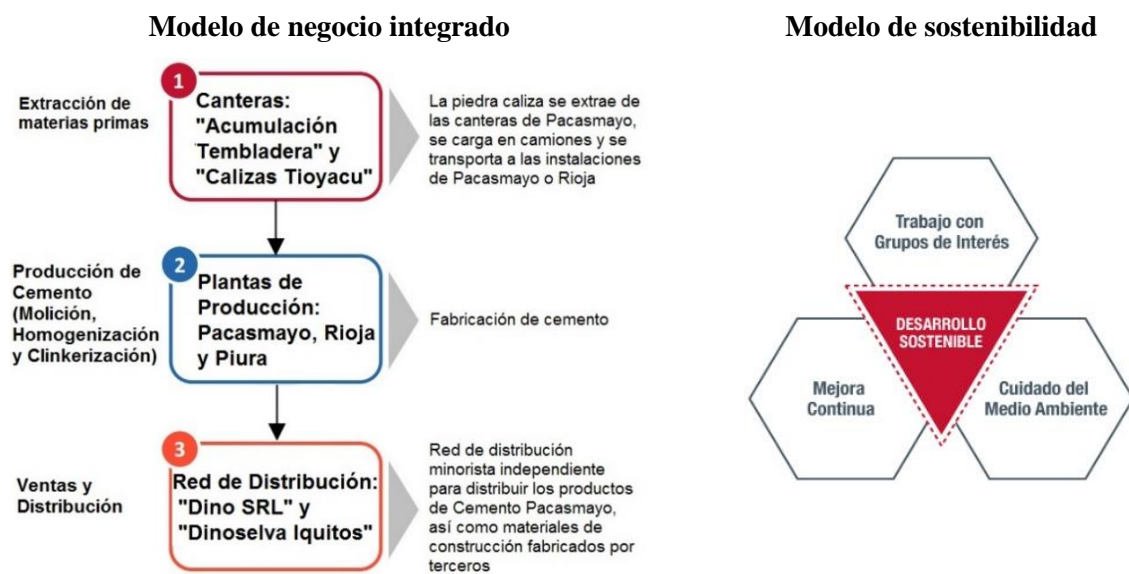 Modelo de negocio integrado
Extracción de
materias primas
1
Canteras:
"Acumulación
Tembladera" y
"Calizas Tioyacu"
La piedra caliza se extrae de
las canteras de Pacasmayo,
se carga en camiones y se
transporta a las instalaciones
de Pacasmayo o Rioja
Producción de
Cemento
(Molición,
Homogenización
y Clinkerización)
2
Plantas de
Producción:
Pacasmayo, Rioja
y Piura
Fabricación de cemento
Ventas y
Distribución
3
Red de Distribución:
"Dino SRL" y
"Dinoselva Iquitos"
Red de distribución
minorista independiente
para distribuir los productos
de Cemento Pacasmayo,
así como materiales de
construcción fabricados por
terceros
Modelo de sostenibilidad
Trabajo con
Grupos de Interés
DESARROLLO
SOSTENIBLE
Mejora
Continua
Cuidado del
Medio Ambiente